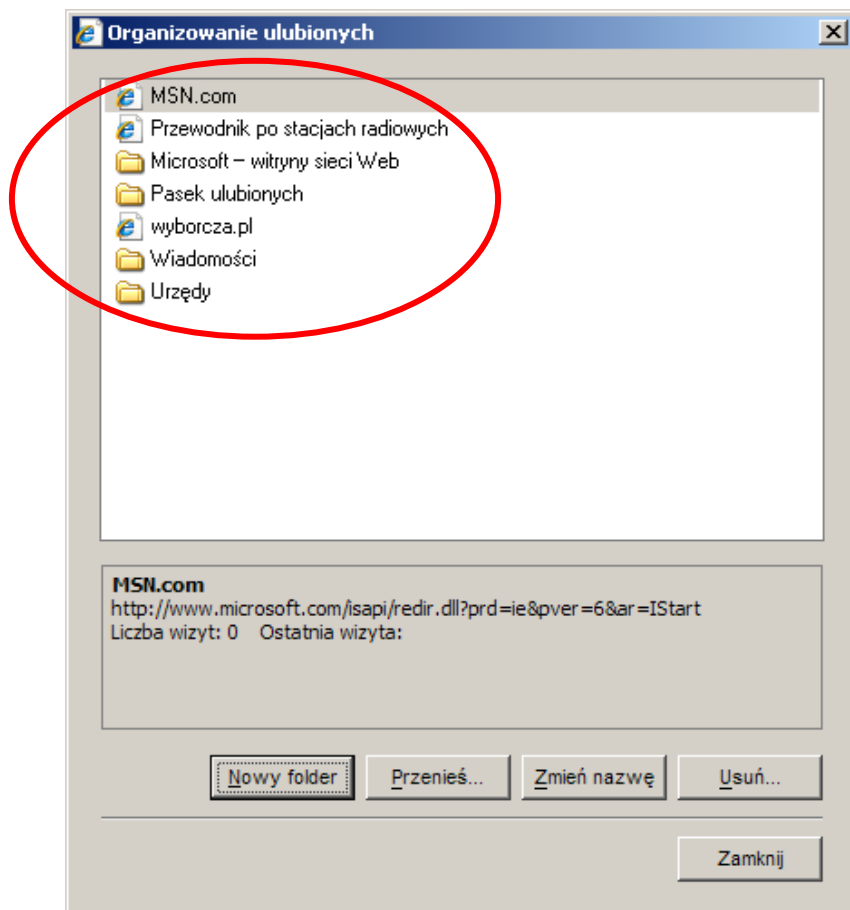 Organizowanie ulubionych
MSN.com
Przewodnik po stacjach radiowych
Microsoft – witryny sieci Web
Pasek ulubionych
wyborcza.pl
Wiadomości
Urzędy
MSN.com
http://www.microsoft.com/isapi/redir.dll?prd=ie&pver=6&ar=IStart
Liczba wizyt: 0 Ostatnia wizyta:
Nowy folder Przenieś... Zmień nazwę Usuń...
Zamknij